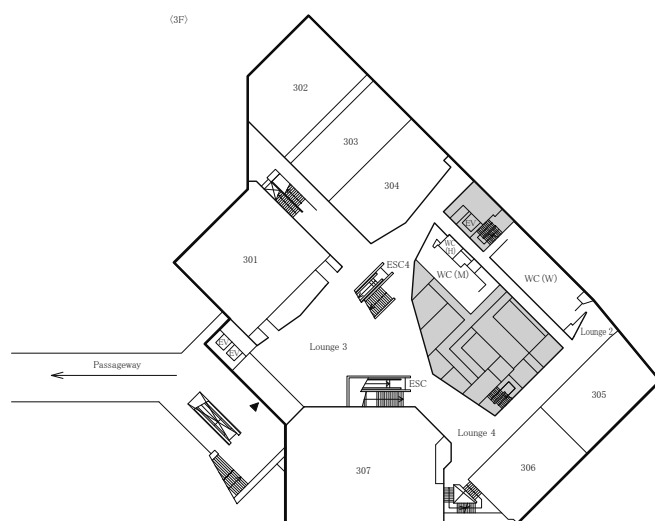 〈3F〉
302
303
304
EV
301
WC
(H)
WC (M)
WC (W)
ESC4
Lounge 2
EV
EV
Lounge 3
Passageway
ESC
305
Lounge 4
306
307